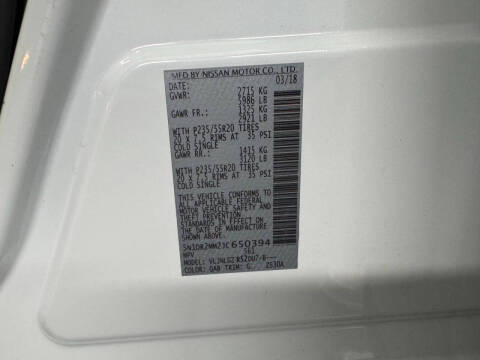 MFD BY NISSAN MOTOR CO., LTD.
DATE: 03/18
GVWR: 2715 KG
5986 LB
GAWR FR.: 1325 KG
2921 LB
WITH P235/55R20 TIRES
20 X 7.5 RIMS AT 35 PSI
COLD SINGLE
GAWR RR.: 1415 KG
3120 LB
WITH P235/55R20 TIRES
20 X 7.5 RIMS AT 35 PSI
COLD SINGLE
THIS VEHICLE CONFORMS TO
ALL APPLICABLE FEDERAL
MOTOR VEHICLE SAFETY
STANDARDS IN EFFECT ON
THE DATE OF MANUFACTURE
SHOWN ABOVE.
5N1DR2MM2JC650394
MPV
MODEL:
COLOR: QAB TRIM: G